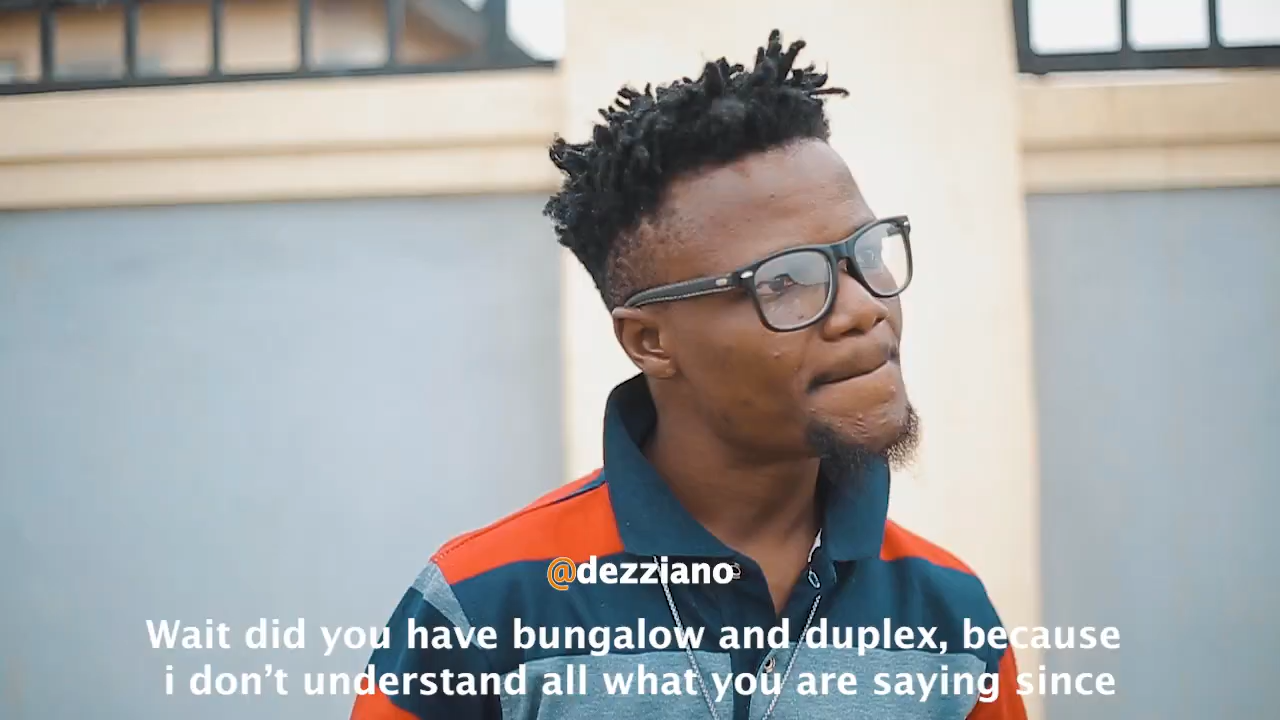 @dezziano
Wait did you have bungalow and duplex, because
i don't understand all what you are saying since